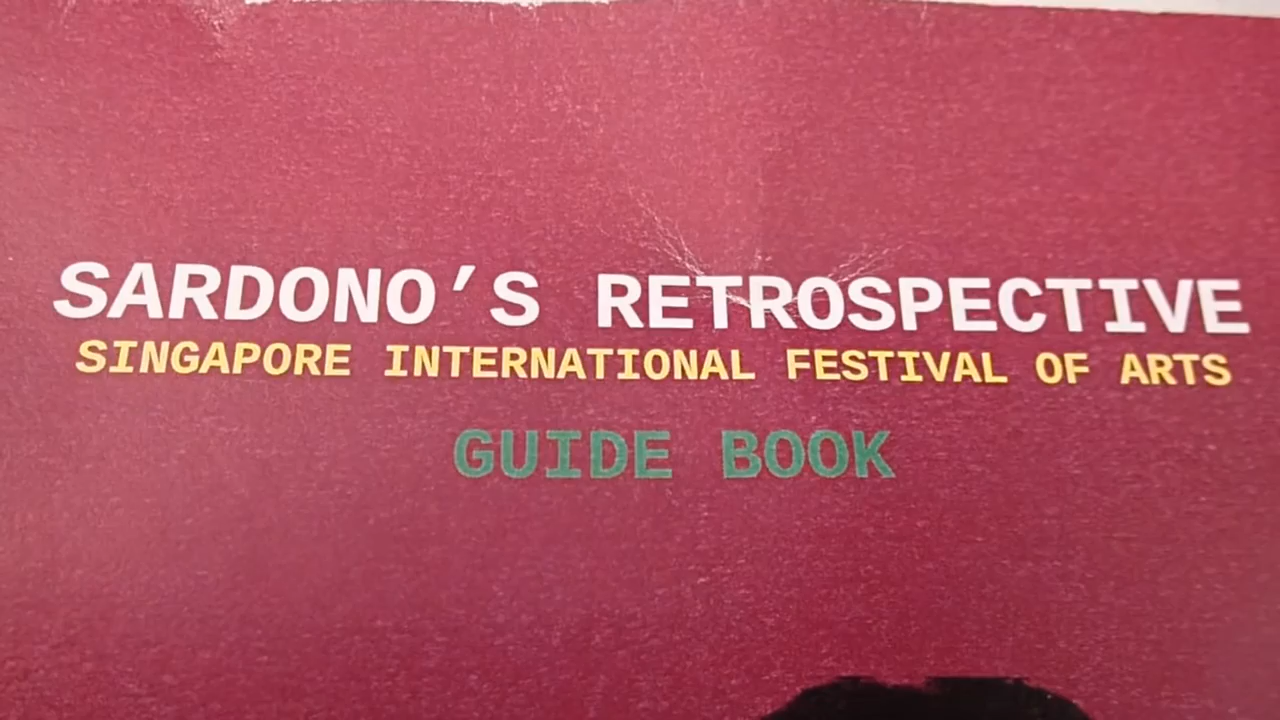 SARDONO'S RETROSPECTIVE
SINGAPORE INTERNATIONAL FESTIVAL OF ARTS
GUIDE BOOK